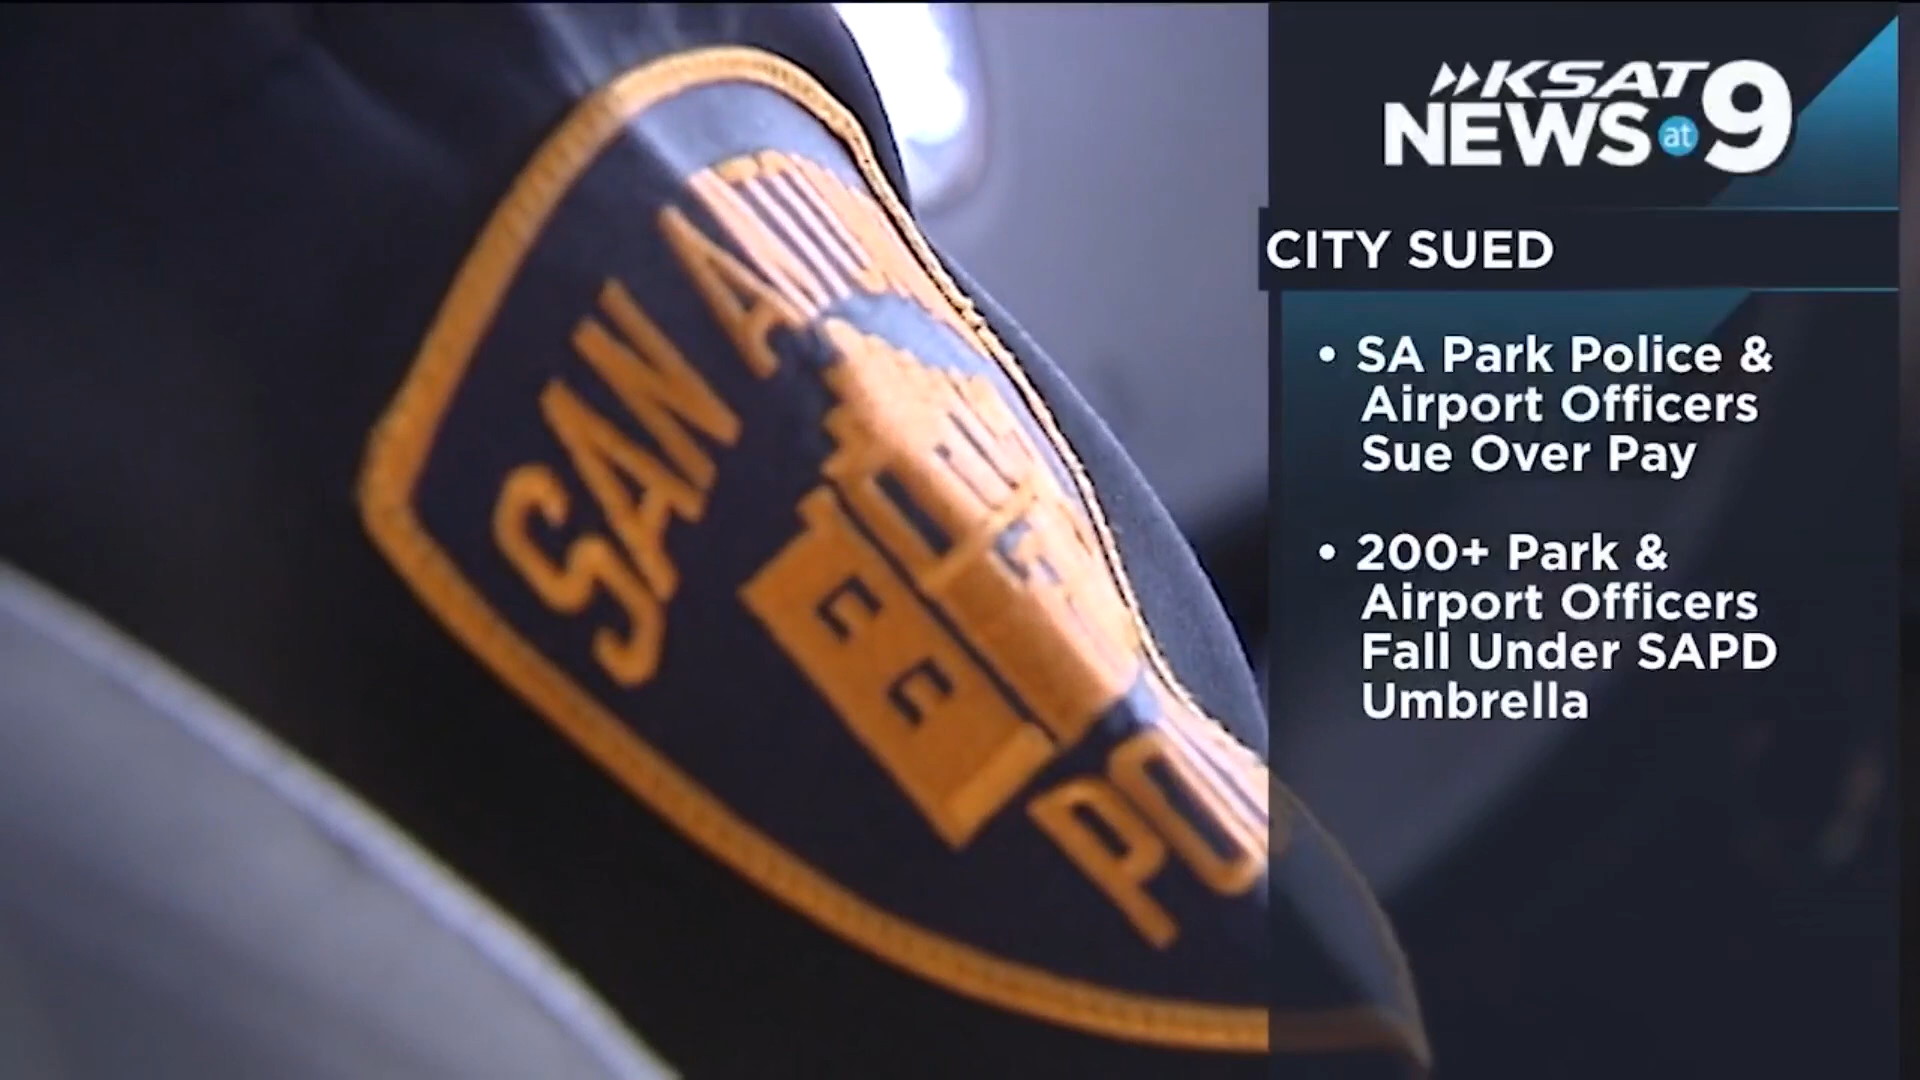 KSAT
NEWS at 9
CITY SUED
• SA Park Police &
Airport Officers
Sue Over Pay
• 200+ Park &
Airport Officers
Fall Under SAPD
Umbrella
SAN A
PO